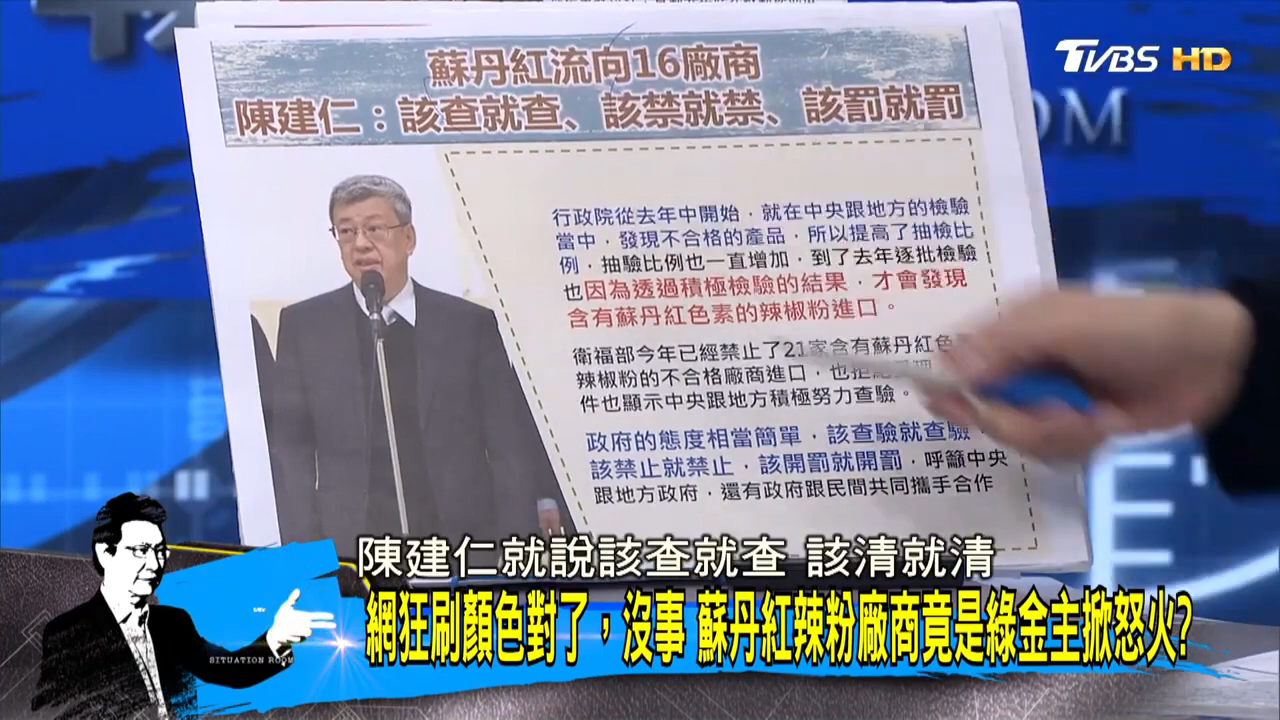 TVBS HD
蘇丹紅流向16廠商
陳建仁：該查就查、該禁就禁、該罰就罰
OM
行政院從去年中開始，就在中央跟地方的檢驗
當中，發現不合格的產品，所以提高了抽檢比
例，抽驗比例也一直增加，到了去年逐批檢驗
也因為透過積極檢驗的結果，才會發現
含有蘇丹紅色素的辣椒粉進口。
衛福部今年已經禁止了21家含有蘇丹紅色
辣椒粉的不合格廠商進口，也拒
件也顯示中央跟地方積極努力查驗。
政府的態度相當簡單，該查驗就查驗，
該禁止就禁止，該開罰就開罰，呼籲中央
跟地方政府，還有政府跟民間共同攜手合作
陳建仁就說該查就查 該清就清
網狂刷顏色對了，沒事 蘇丹紅辣粉廠商竟是綠金主掀怒火?
TVBS
SITUATION ROOM